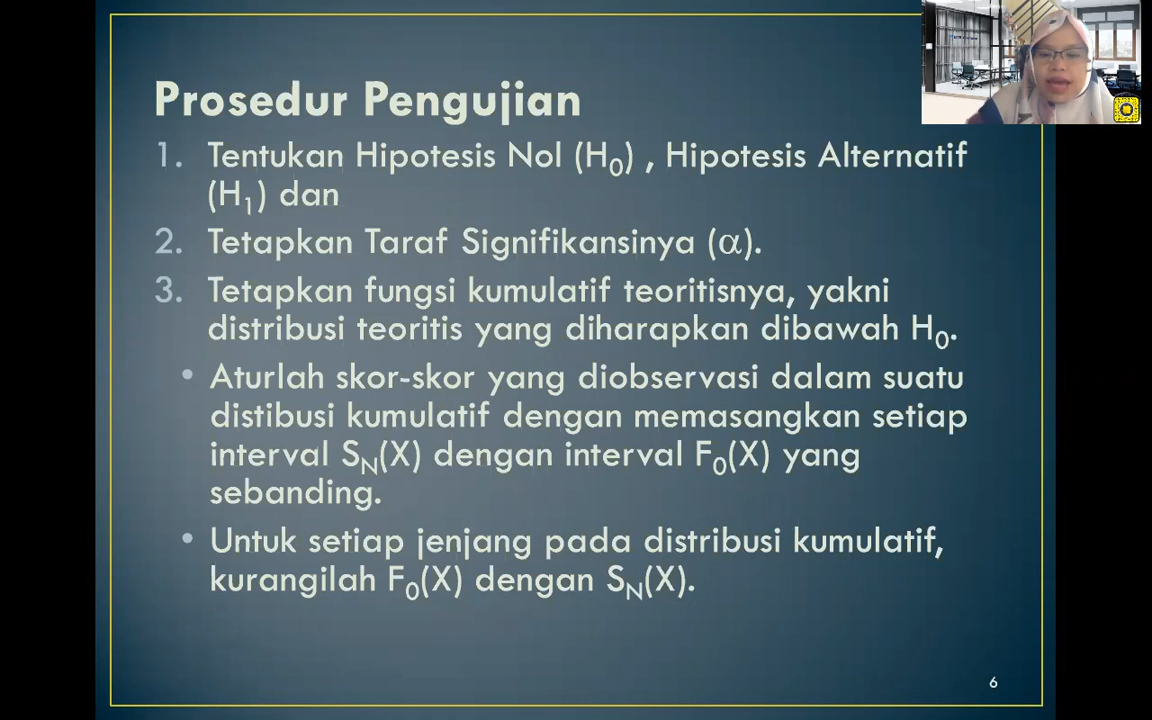 Prosedur Pengujian
1. Tentukan Hipotesis Nol (H₀) , Hipotesis Alternatif
(H₁) dan
2. Tetapkan Taraf Signifikansinya (α).
3. Tetapkan fungsi kumulatif teoritisnya, yakni
distribusi teoritis yang diharapkan dibawah H₀.
• Aturlah skor-skor yang diobservasi dalam suatu
distibusi kumulatif dengan memasangkan setiap
interval S_N(X) dengan interval F₀(X) yang
sebanding.
• Untuk setiap jenjang pada distribusi kumulatif,
kurangilah F₀(X) dengan S_N(X).
6